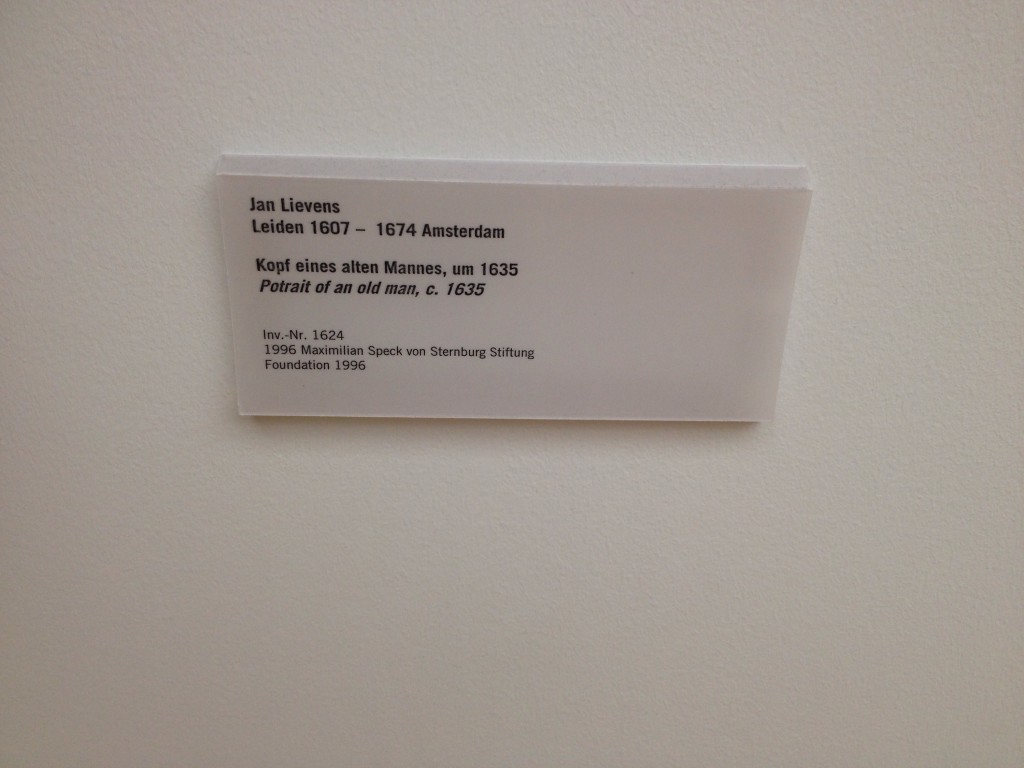 Jan Lievens
Leiden 1607 – 1674 Amsterdam
Kopf eines alten Mannes, um 1635
Potrait of an old man, c. 1635
Inv.-Nr. 1624
1996 Maximilian Speck von Sternburg Stiftung
Foundation 1996